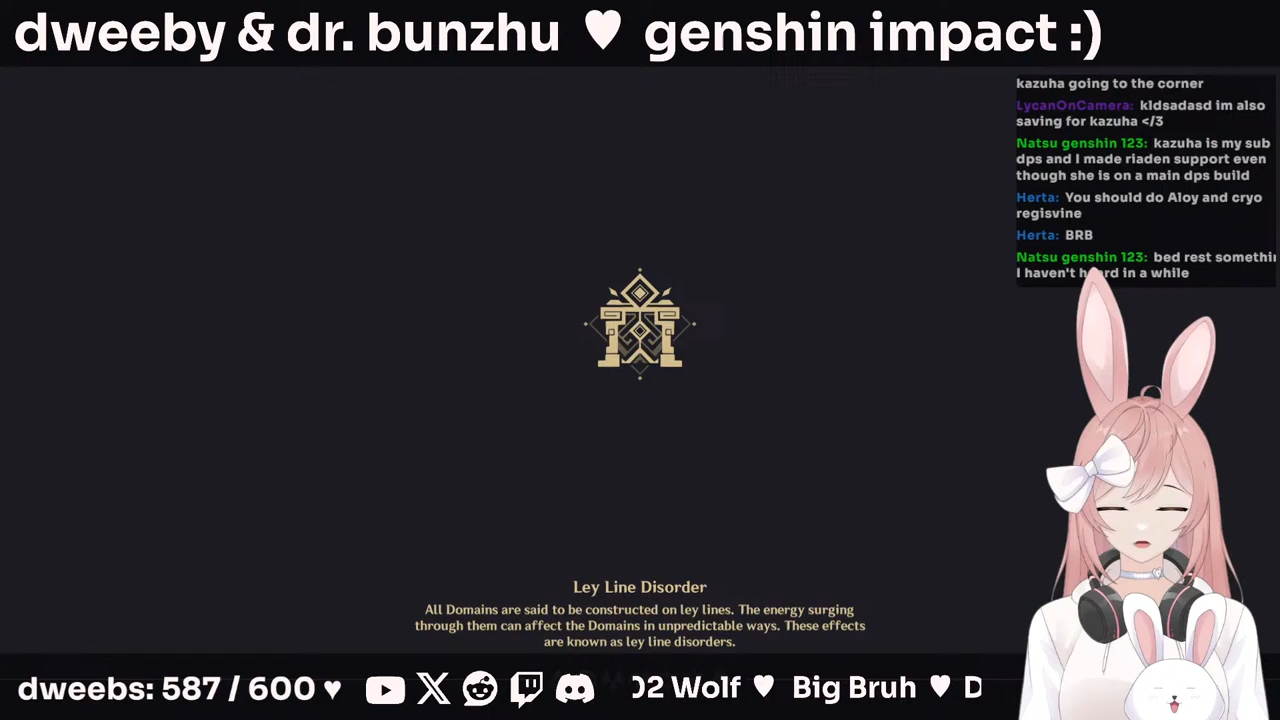 dweeby & dr. bunzhu ♥ genshin impact :)
kazuha going to the corner
LycanOnCamera: kldsadasd im also
saving for kazuha </3
Natsu genshin 123: kazuha is my sub
dps and I made riaden support even
though she is on a main dps build
Herta: You should do Aloy and cryo
regisvine
Herta: BRB
Natsu genshin 123: bed rest somethin
I haven't heard in a while
Ley Line Disorder
All Domains are said to be constructed on ley lines. The energy surging
through them can affect the Domains in unpredictable ways. These effects
are known as ley line disorders.
dweebs: 587 / 600 ♥
Wolf ♥ Big Bruh ♥ D